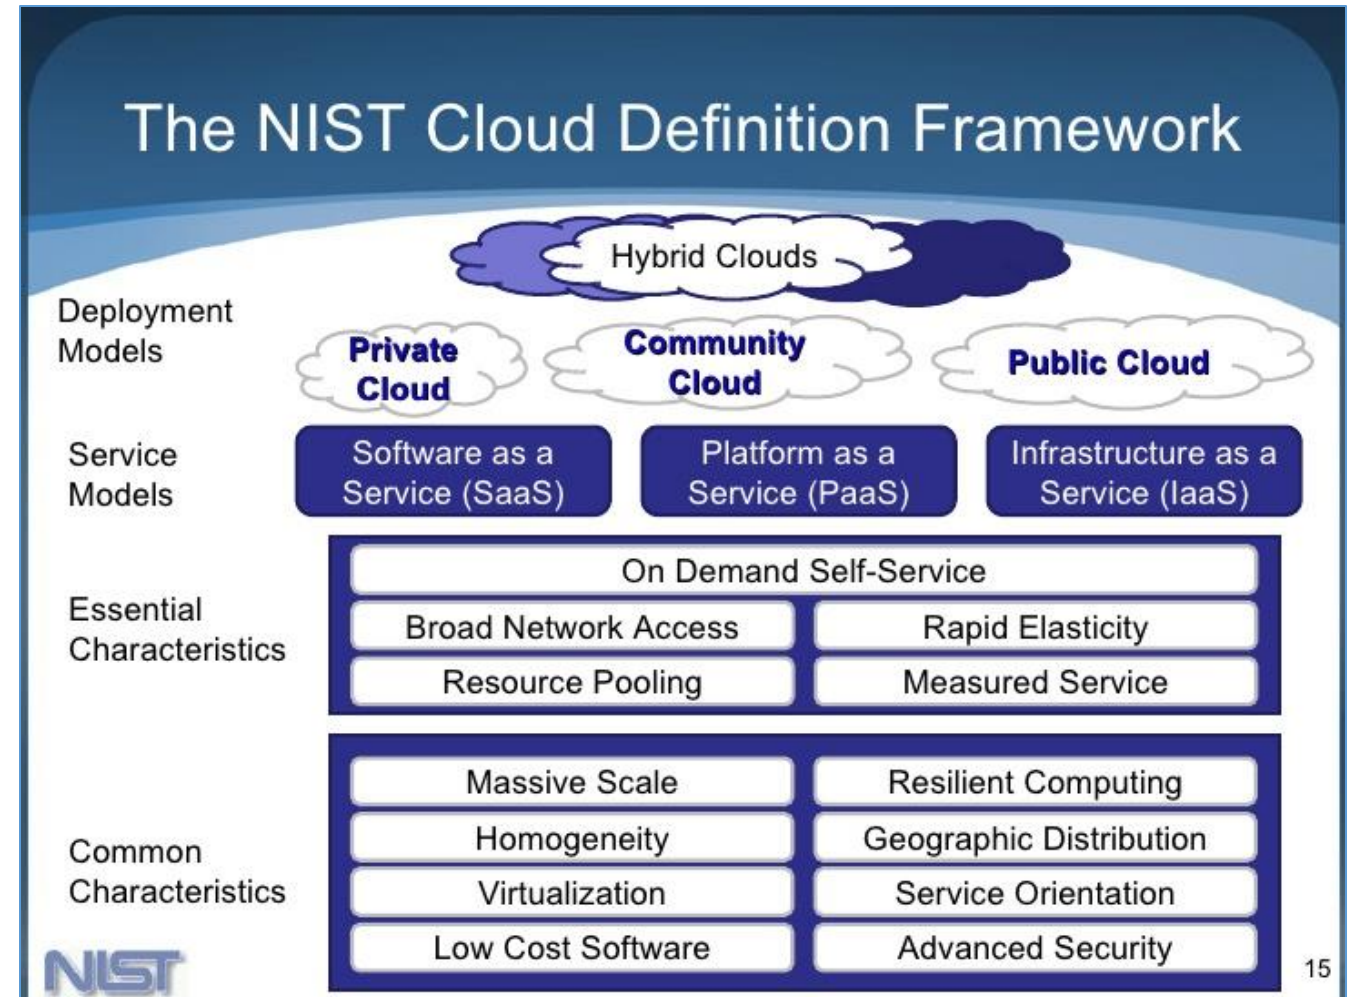 The NIST Cloud Definition Framework
Hybrid Clouds
Deployment
Models
Private
Cloud
Community
Cloud
Public Cloud
Service
Models
Software as a
Service (SaaS)
Platform as a
Service (PaaS)
Infrastructure as a
Service (IaaS)
Essential
Characteristics
On Demand Self-Service
Broad Network Access
Rapid Elasticity
Resource Pooling
Measured Service
Common
Characteristics
Massive Scale
Resilient Computing
Homogeneity
Geographic Distribution
Virtualization
Service Orientation
Low Cost Software
Advanced Security
NIST
15